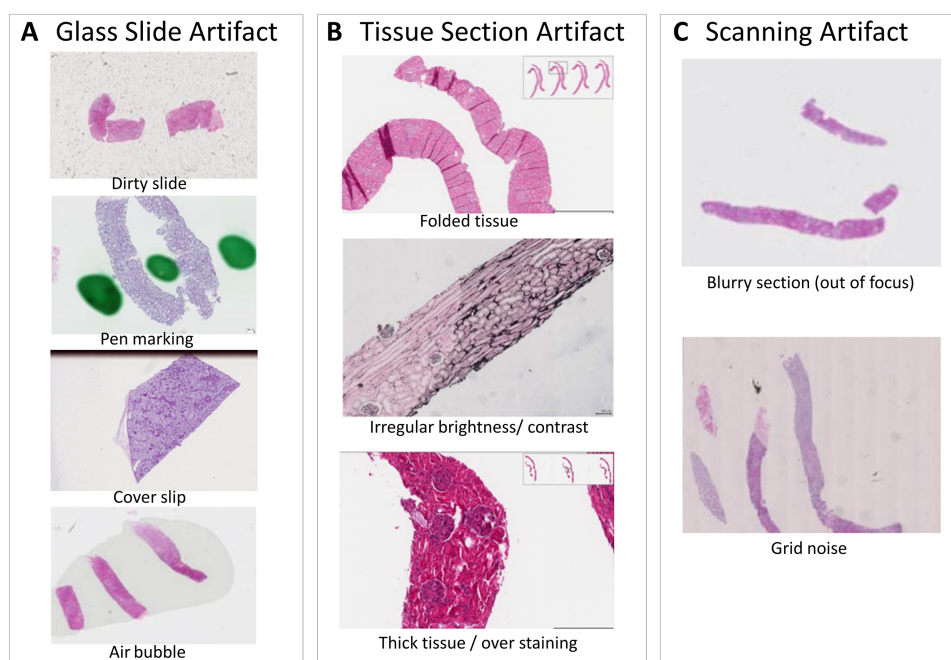 A Glass Slide Artifact
Dirty slide
Pen marking
Cover slip
Air bubble
B Tissue Section Artifact
Folded tissue
Irregular brightness/ contrast
Thick tissue / over staining
C Scanning Artifact
Blurry section (out of focus)
Grid noise